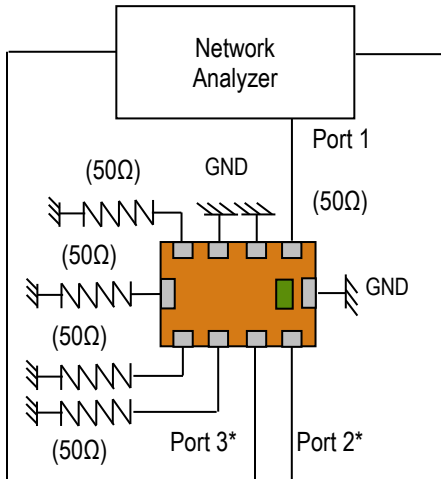 Network
Analyzer
Port 1
GND
(50Ω)
(50Ω)
(50Ω)
GND
(50Ω)
Port 3*
Port 2*
(50Ω)